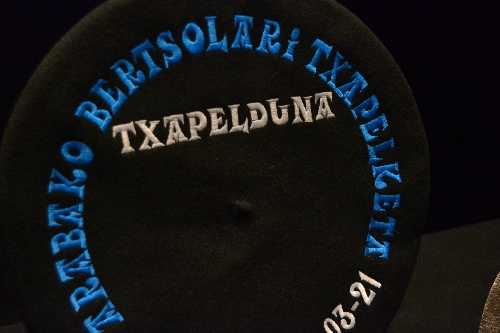 ARABAKO BERTSOLARI TXAPELKETA
TXAPELDUNA
03-21